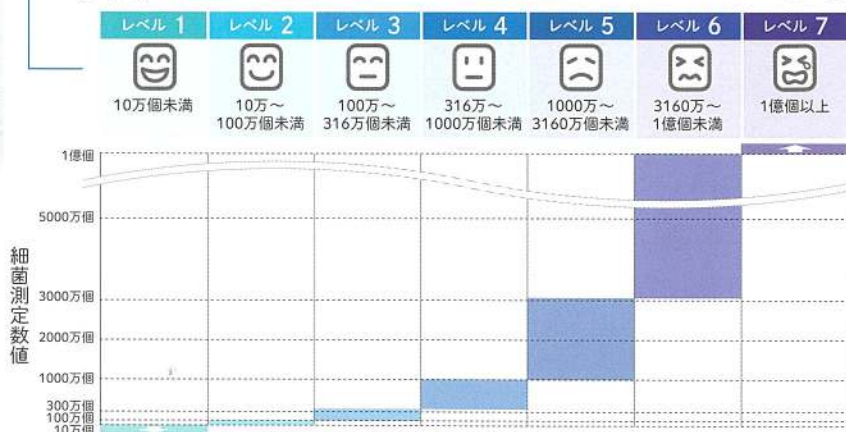 レベル 1
レベル 2
レベル 3
レベル 4
レベル 5
レベル 6
レベル 7
10万個未満
10万～
100万個未満
100万～
316万個未満
316万～
1000万個未満
1000万～
3160万個未満
3160万～
1億個未満
1億個以上
細菌測定数値
1億個
5000万個
3000万個
2000万個
1000万個
300万個
100万個
10万個